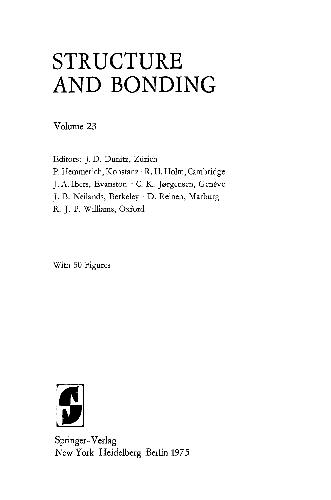 STRUCTURE
AND BONDING
Volume 23
Editors: J. D. Dunitz, Zürich
P. Hemmerich, Konstanz · R. H. Holm, Cambridge
J. A. Ibers, Evanston · C. K. Jørgensen, Genève
J. B. Neilands, Berkeley · D. Reinen, Marburg
R. J. P. Williams, Oxford
With 50 Figures
Springer-Verlag
New York Heidelberg Berlin 1975